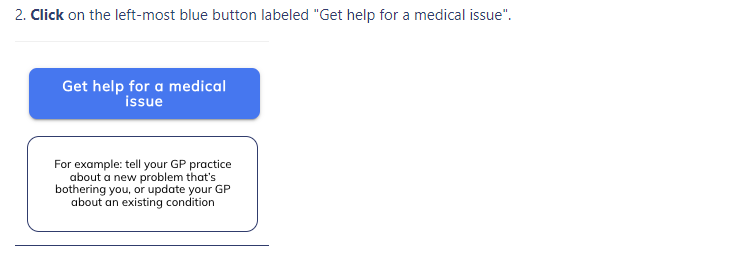 2. Click on the left-most blue button labeled "Get help for a medical issue".
Get help for a medical
issue
For example: tell your GP practice
about a new problem that's
bothering you, or update your GP
about an existing condition